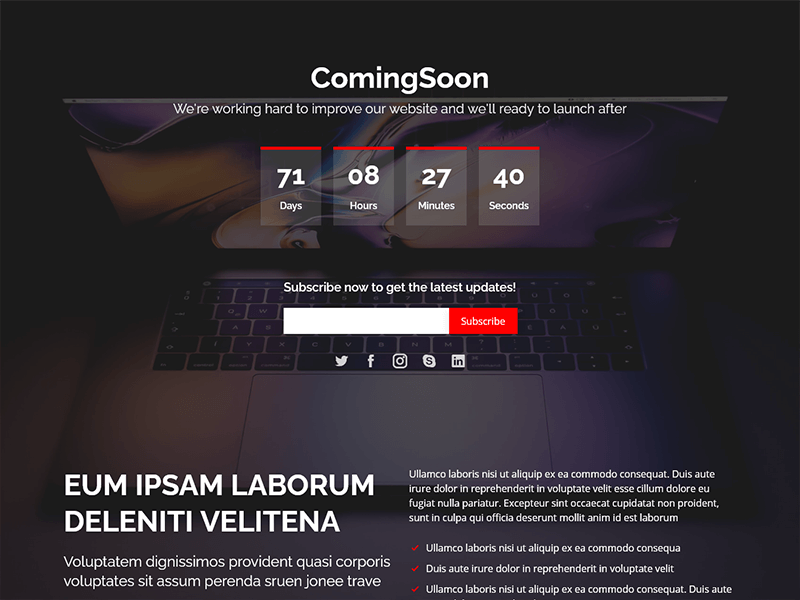 ComingSoon
We're working hard to improve our website and we'll ready to launch after
71 08 27 40
Days Hours Minutes Seconds
Subscribe now to get the latest updates!
Subscribe
EUM IPSAM LABORUM
DELENITI VELITENA
Voluptatem dignissimos provident quasi corporis
voluptates sit assum perenda sruen jonee trave
Ullamco laboris nisi ut aliquip ex ea commodo consequat. Duis aute
irure dolor in reprehenderit in voluptate velit esse cillum dolore eu
fugiat nulla pariatur. Excepteur sint occaecat cupidatat non proident,
sunt in culpa qui officia deserunt mollit anim id est laborum
Ullamco laboris nisi ut aliquip ex ea commodo consequa
Duis aute irure dolor in reprehenderit in voluptate velit
Ullamco laboris nisi ut aliquip ex ea commodo consequat. Duis aute